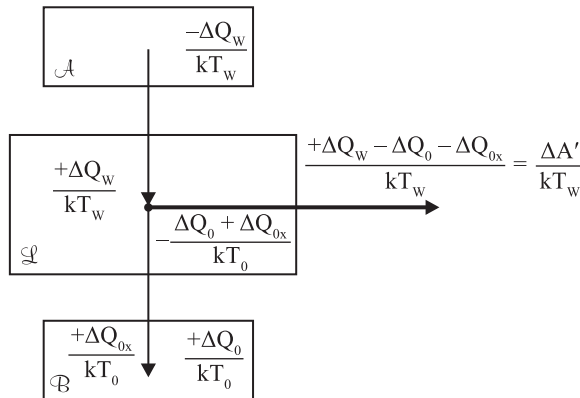 −ΔQ_W / kT_W
𝒜
+ΔQ_W / kT_W
(+ΔQ_W − ΔQ_0 − ΔQ_0x) / kT_W = ΔA′ / kT_W
−(ΔQ_0 + ΔQ_0x) / kT_0
ℒ
+ΔQ_0x / kT_0
+ΔQ_0 / kT_0
ℬ